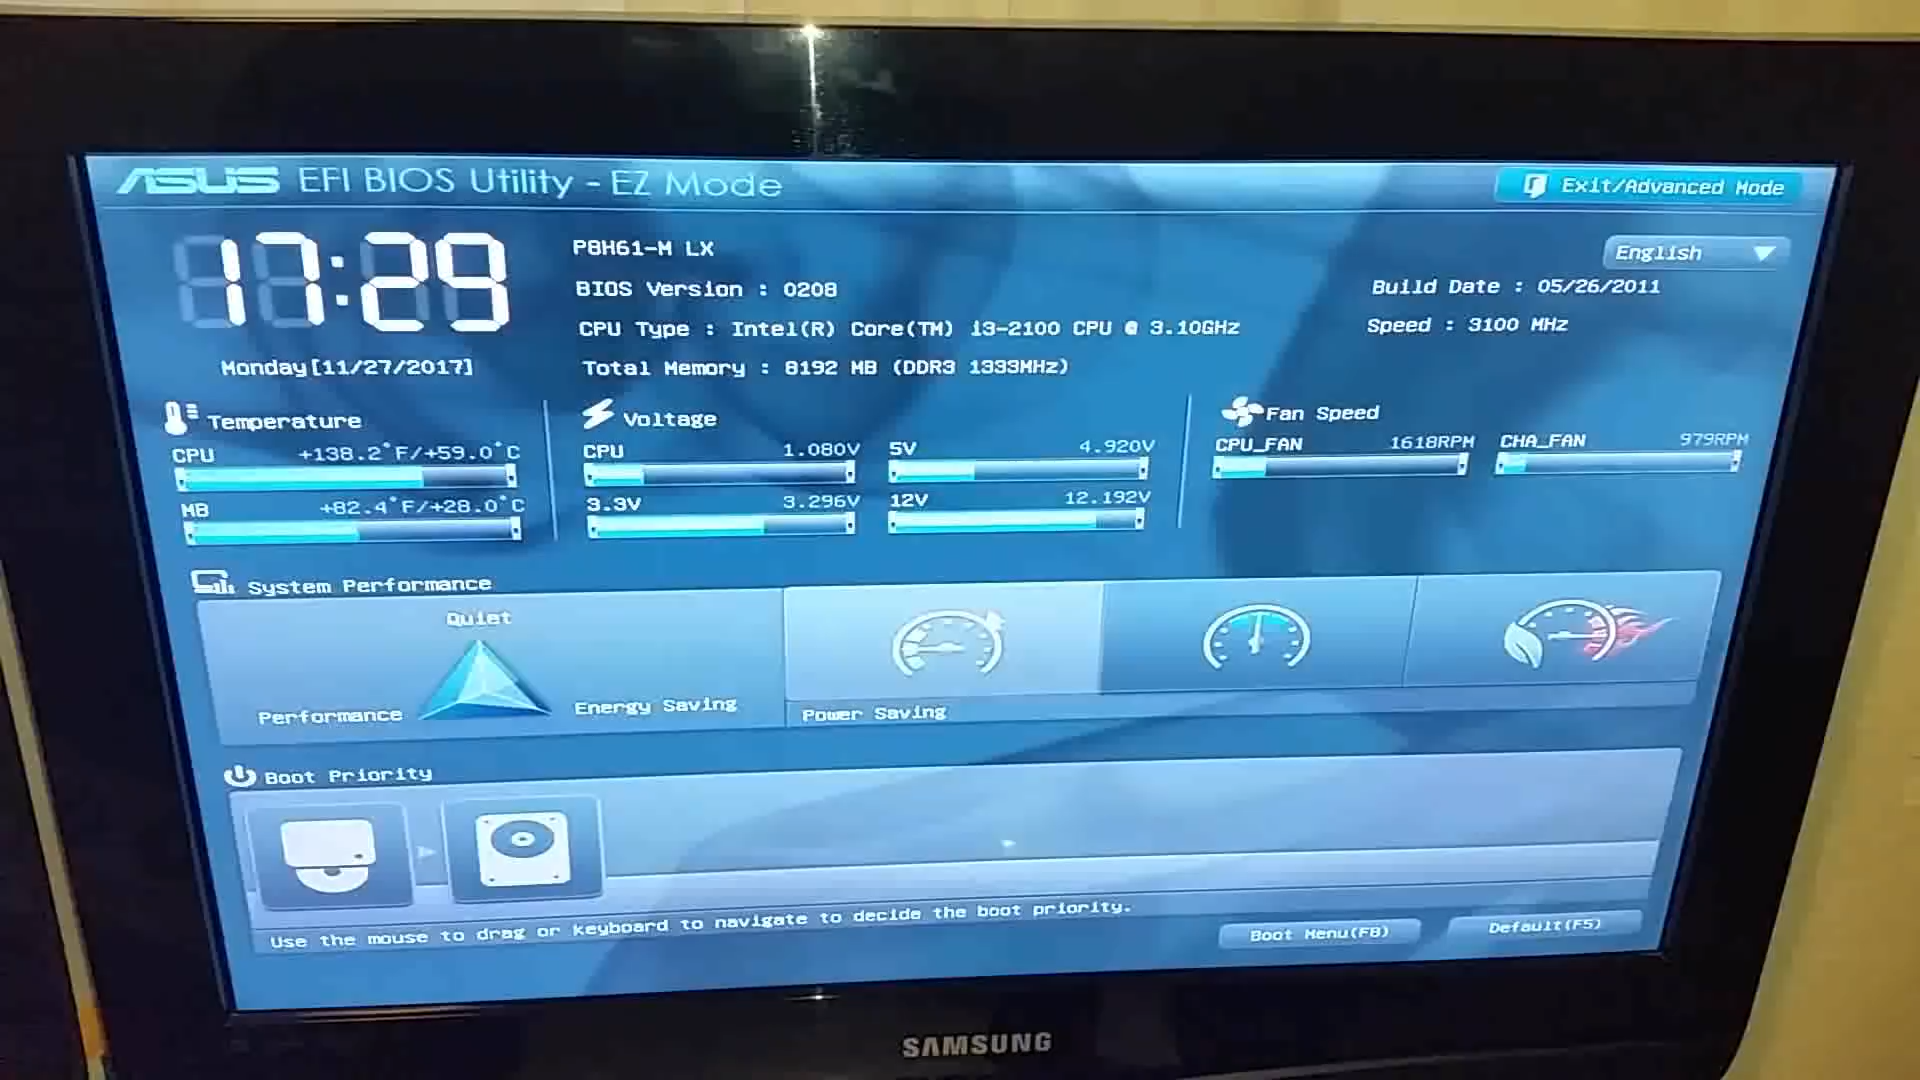 ASUS EFI BIOS Utility - EZ Mode
Exit/Advanced Mode
17:29
Monday[11/27/2017]
P8H61-M LX
English
BIOS Version : 0208
Build Date : 05/26/2011
CPU Type : Intel(R) Core(TM) i3-2100 CPU @ 3.10GHz
Speed : 3100 MHz
Total Memory : 8192 MB (DDR3 1333MHz)
Temperature
CPU +138.2°F/+59.0°C
MB +82.4°F/+28.0°C
Voltage
CPU 1.080V 5V 4.920V
3.3V 3.296V 12V 12.192V
Fan Speed
CPU_FAN 1618RPM CHA_FAN 979RPM
System Performance
Quiet
Performance
Energy Saving
Power Saving
Boot Priority
Use the mouse to drag or keyboard to navigate to decide the boot priority.
Boot Menu(F8)
Default(F5)
SAMSUNG